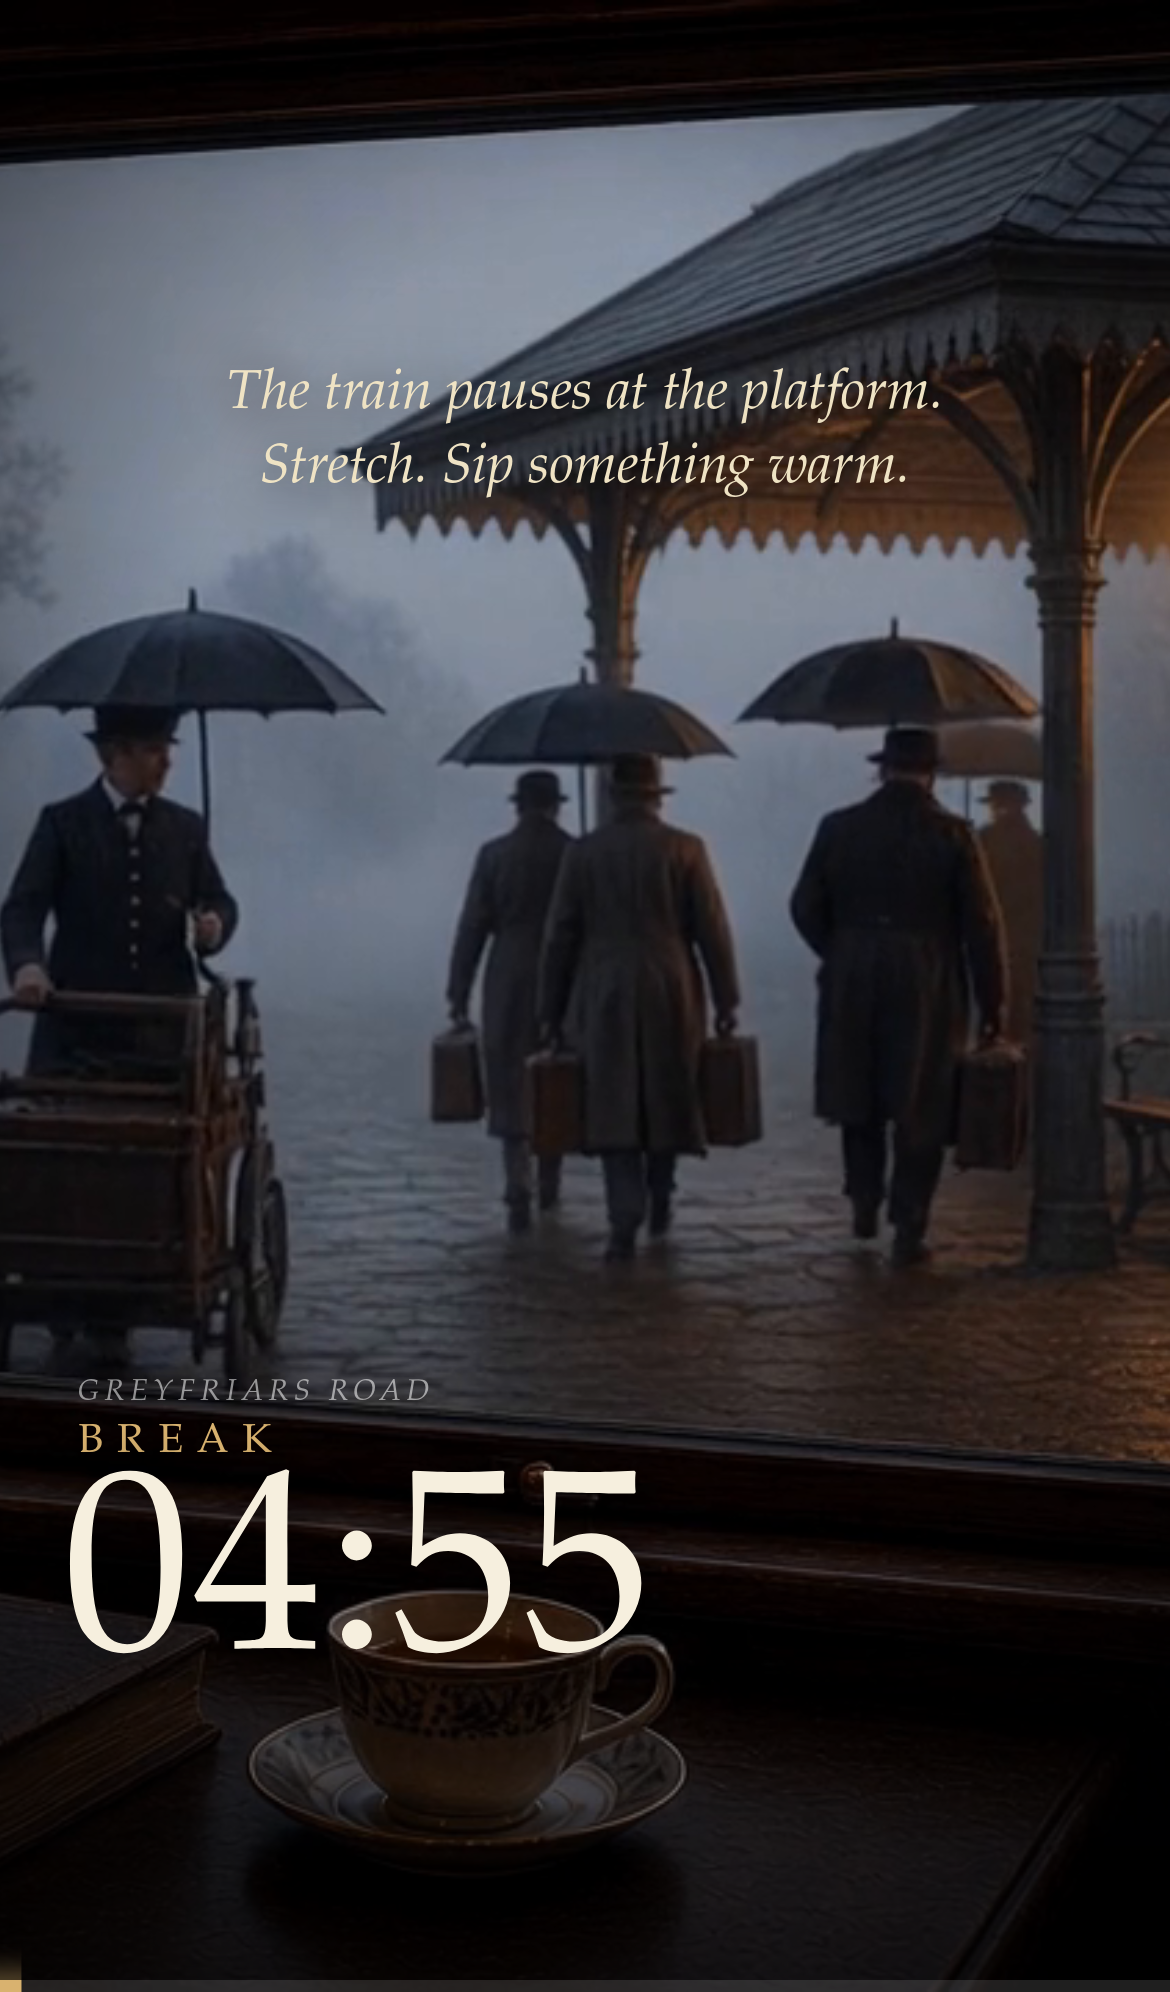 The train pauses at the platform.
Stretch. Sip something warm.
GREYFRIARS ROAD
BREAK
04:55